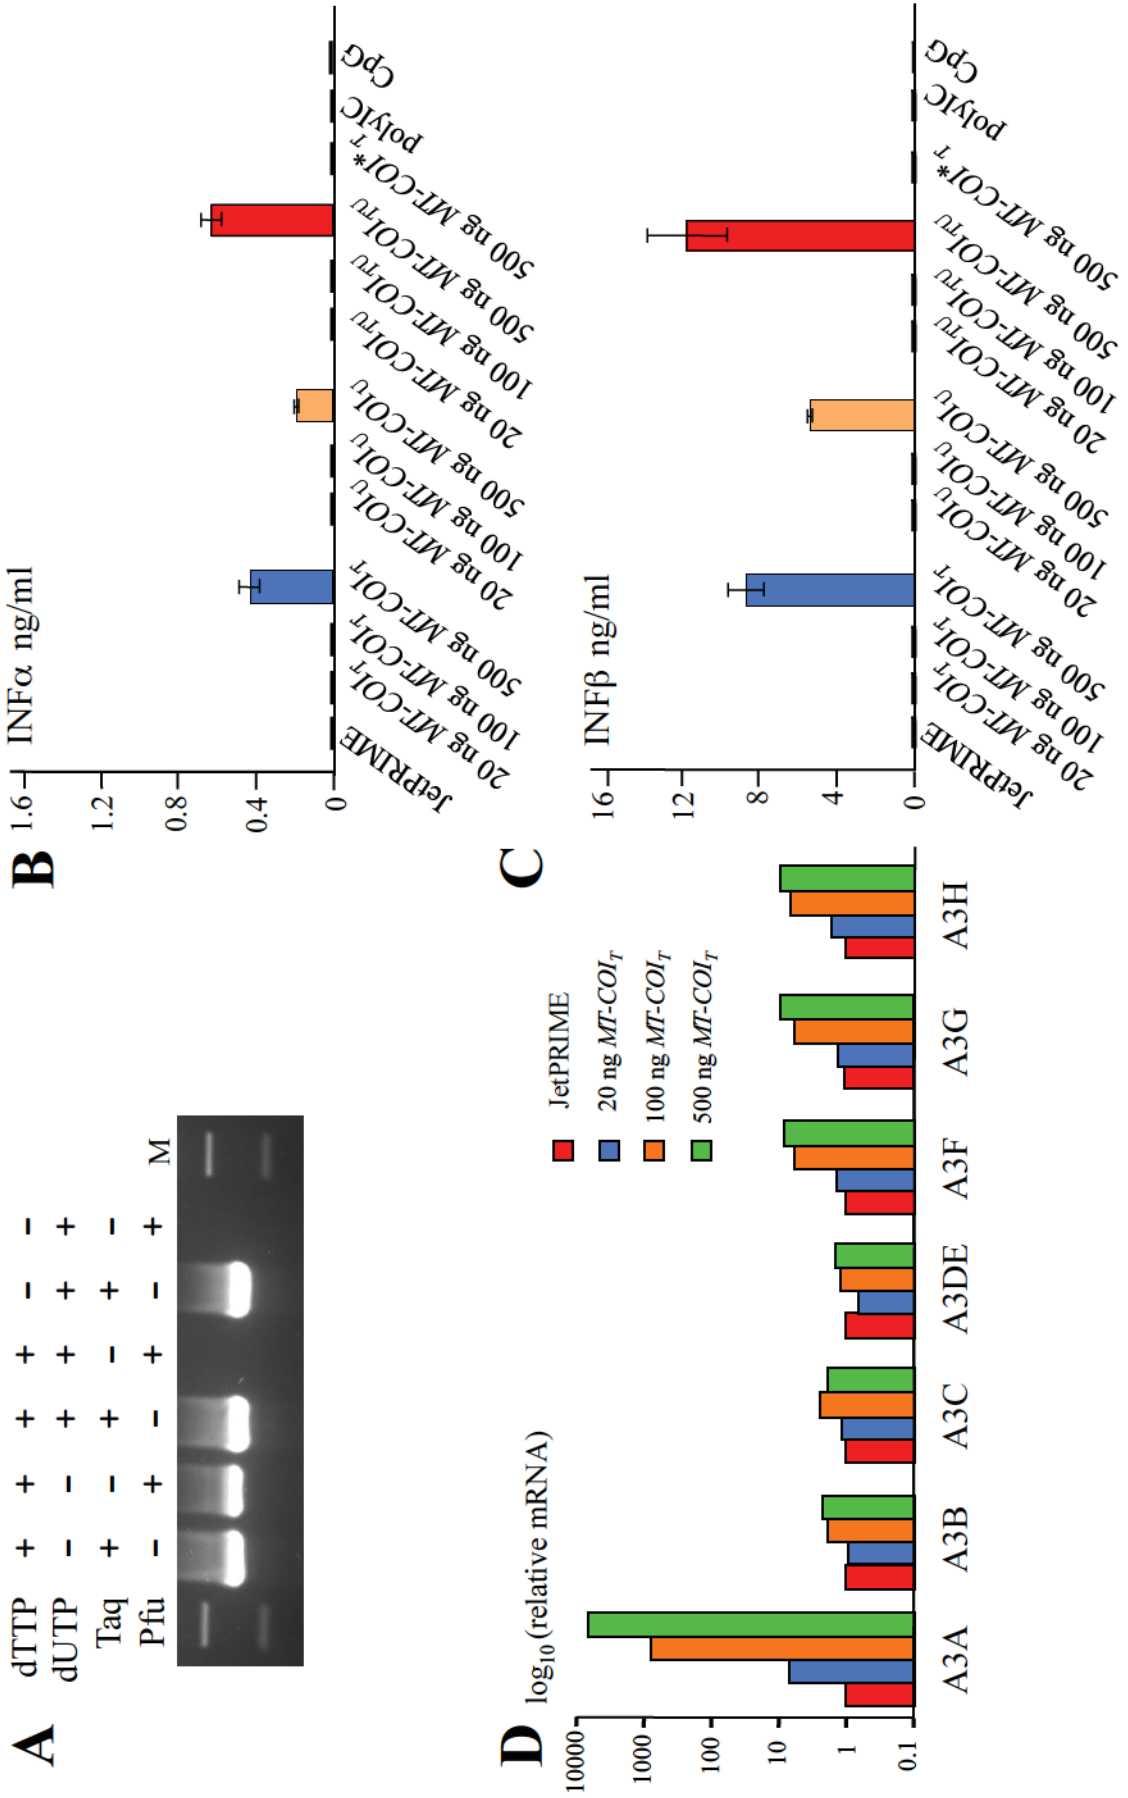 A
dTTP + + + + – –
dUTP – – + + + +
Taq + – + – + –
Pfu – + – + – +
M
B
INFα ng/ml
1.6
1.2
0.8
0.4
0
JetPRIME
20 ng MT-COI_T
100 ng MT-COI_T
500 ng MT-COI_T
20 ng MT-COI_U
100 ng MT-COI_U
500 ng MT-COI_U
20 ng MT-COI_TU
100 ng MT-COI_TU
500 ng MT-COI_TU
500 ng MT-COI*_T
polyIC
CpG
C
INFβ ng/ml
16
12
8
4
0
JetPRIME
20 ng MT-COI_T
100 ng MT-COI_T
500 ng MT-COI_T
20 ng MT-COI_U
100 ng MT-COI_U
500 ng MT-COI_U
20 ng MT-COI_TU
100 ng MT-COI_TU
500 ng MT-COI_TU
500 ng MT-COI*_T
polyIC
CpG
D
log₁₀ (relative mRNA)
10000
1000
100
10
1
0.1
JetPRIME
20 ng MT-COI_T
100 ng MT-COI_T
500 ng MT-COI_T
A3A A3B A3C A3DE A3F A3G A3H